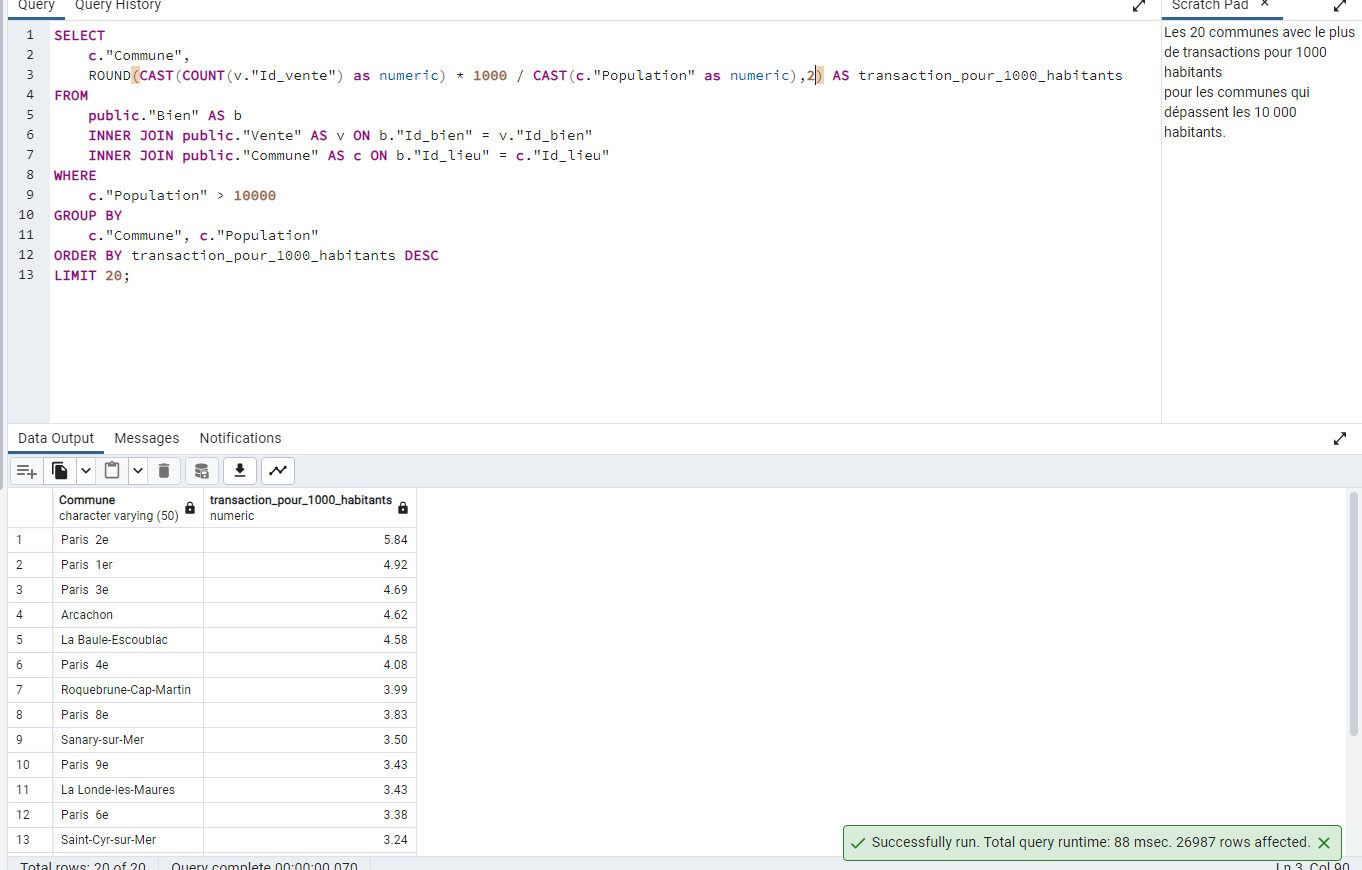 Query Query History
Scratch Pad ×
1 SELECT
2 c."Commune",
3 ROUND(CAST(COUNT(v."Id_vente") as numeric) * 1000 / CAST(c."Population" as numeric),2) AS transaction_pour_1000_habitants
4 FROM
5 public."Bien" AS b
6 INNER JOIN public."Vente" AS v ON b."Id_bien" = v."Id_bien"
7 INNER JOIN public."Commune" AS c ON b."Id_lieu" = c."Id_lieu"
8 WHERE
9 c."Population" > 10000
10 GROUP BY
11 c."Commune", c."Population"
12 ORDER BY transaction_pour_1000_habitants DESC
13 LIMIT 20;
Les 20 communes avec le plus
de transactions pour 1000
habitants
pour les communes qui
dépassent les 10 000
habitants.
Data Output Messages Notifications
Commune
character varying (50)
transaction_pour_1000_habitants
numeric
1 Paris 2e 5.84
2 Paris 1er 4.92
3 Paris 3e 4.69
4 Arcachon 4.62
5 La Baule-Escoublac 4.58
6 Paris 4e 4.08
7 Roquebrune-Cap-Martin 3.99
8 Paris 8e 3.83
9 Sanary-sur-Mer 3.50
10 Paris 9e 3.43
11 La Londe-les-Maures 3.43
12 Paris 6e 3.38
13 Saint-Cyr-sur-Mer 3.24
Successfully run. Total query runtime: 88 msec. 26987 rows affected.
Total rows: 20 of 20 Query complete 00:00:00.070 Ln 3, Col 90